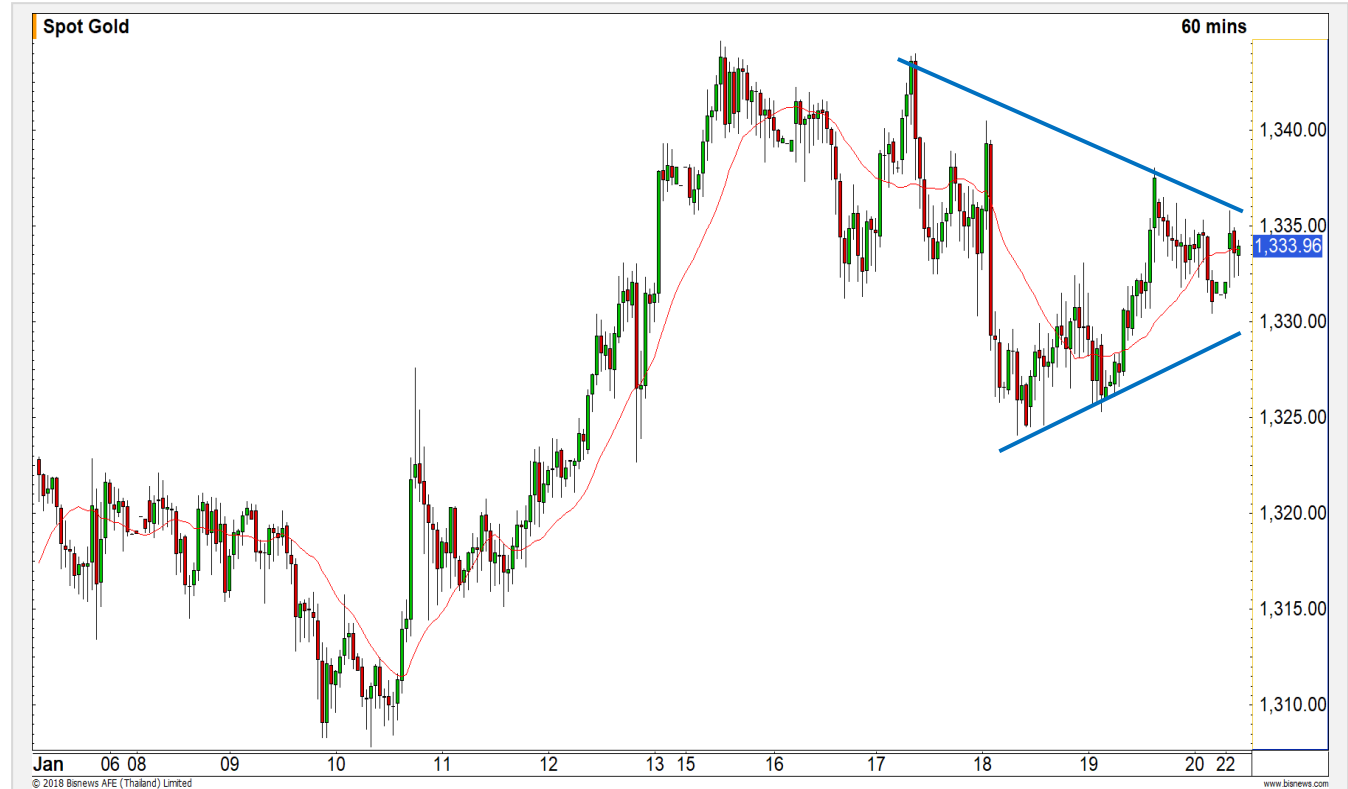 Spot Gold
60 mins
1,340.00
1,335.00
1,333.96
1,330.00
1,325.00
1,320.00
1,315.00
1,310.00
Jan 06 08 09 10 11 12 13 15 16 17 18 19 20 22
© 2018 Bisnews AFE (Thailand) Limited
www.bisnews.com